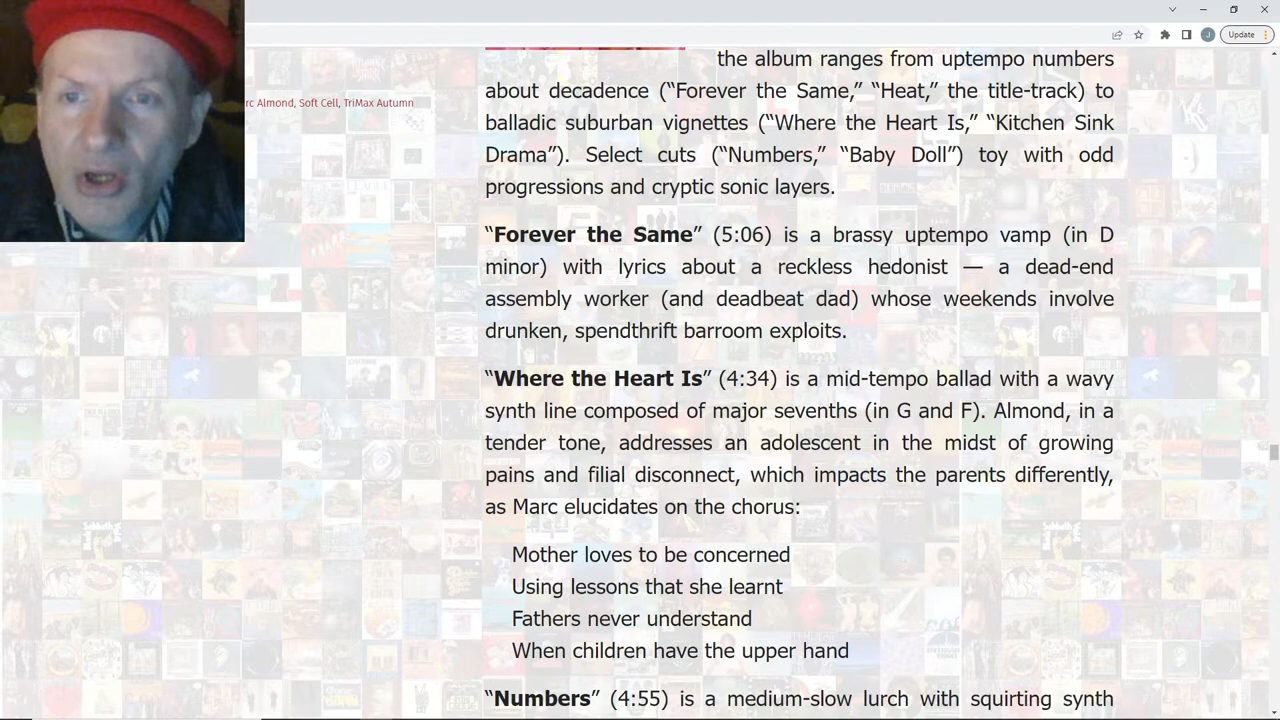 Update
J
rc Almond, Soft Cell, TriMax Autumn
the album ranges from uptempo numbers
about decadence (“Forever the Same,” “Heat,” the title-track) to
balladic suburban vignettes (“Where the Heart Is,” “Kitchen Sink
Drama”). Select cuts (“Numbers,” “Baby Doll”) toy with odd
progressions and cryptic sonic layers.
“Forever the Same” (5:06) is a brassy uptempo vamp (in D
minor) with lyrics about a reckless hedonist — a dead-end
assembly worker (and deadbeat dad) whose weekends involve
drunken, spendthrift barroom exploits.
“Where the Heart Is” (4:34) is a mid-tempo ballad with a wavy
synth line composed of major sevenths (in G and F). Almond, in a
tender tone, addresses an adolescent in the midst of growing
pains and filial disconnect, which impacts the parents differently,
as Marc elucidates on the chorus:
Mother loves to be concerned
Using lessons that she learnt
Fathers never understand
When children have the upper hand
“Numbers” (4:55) is a medium-slow lurch with squirting synth